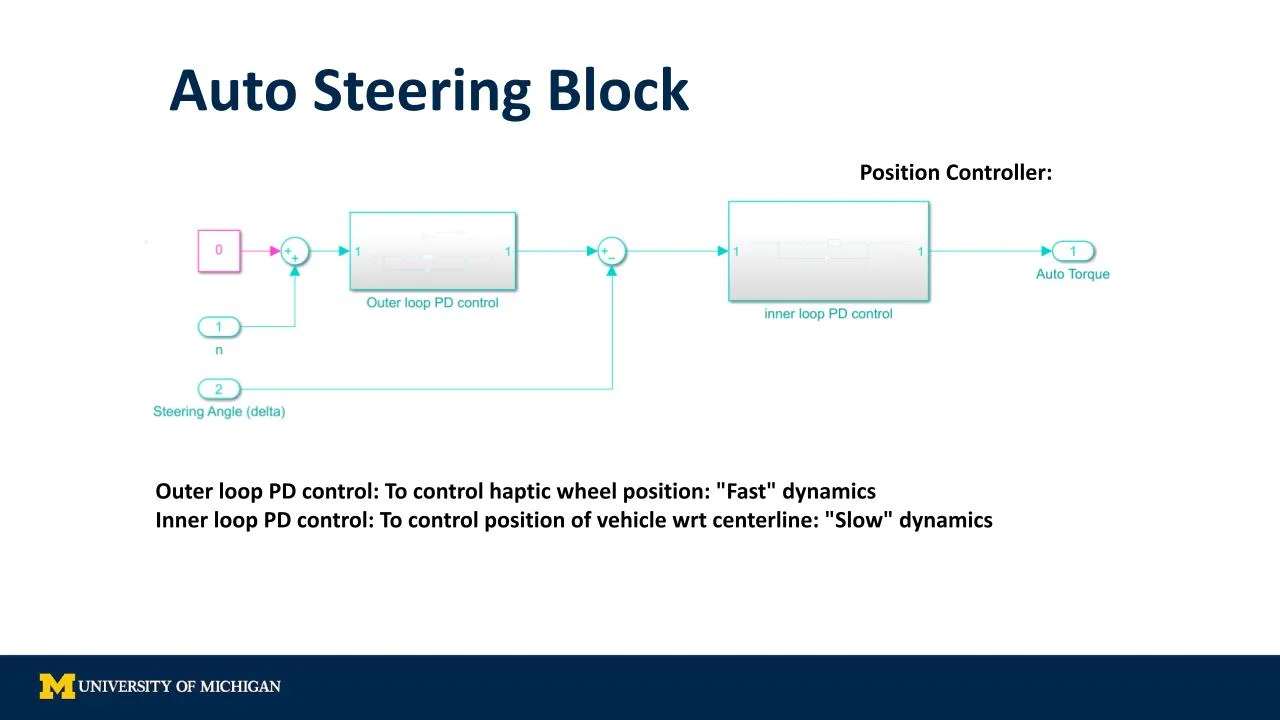 Auto Steering Block
Position Controller:
0
+
+
1
1
Outer loop PD control
+
−
1
1
inner loop PD control
1
Auto Torque
1
n
2
Steering Angle (delta)
Outer loop PD control: To control haptic wheel position: "Fast" dynamics
Inner loop PD control: To control position of vehicle wrt centerline: "Slow" dynamics
M UNIVERSITY OF MICHIGAN